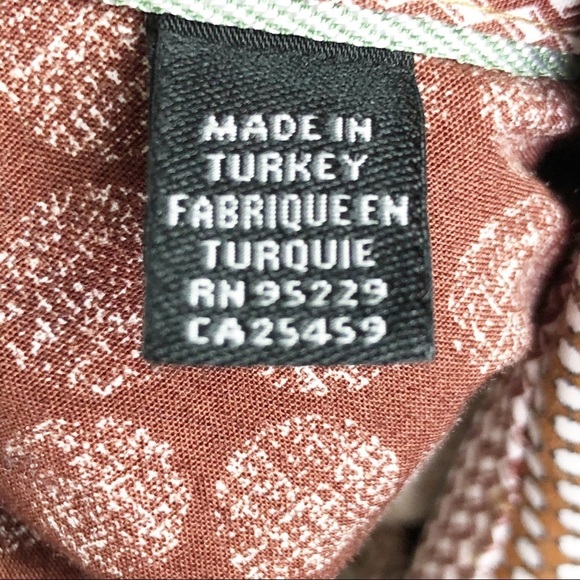 MADE IN
TURKEY
FABRIQUE EN
TURQUIE
RN 95229
CA 25459